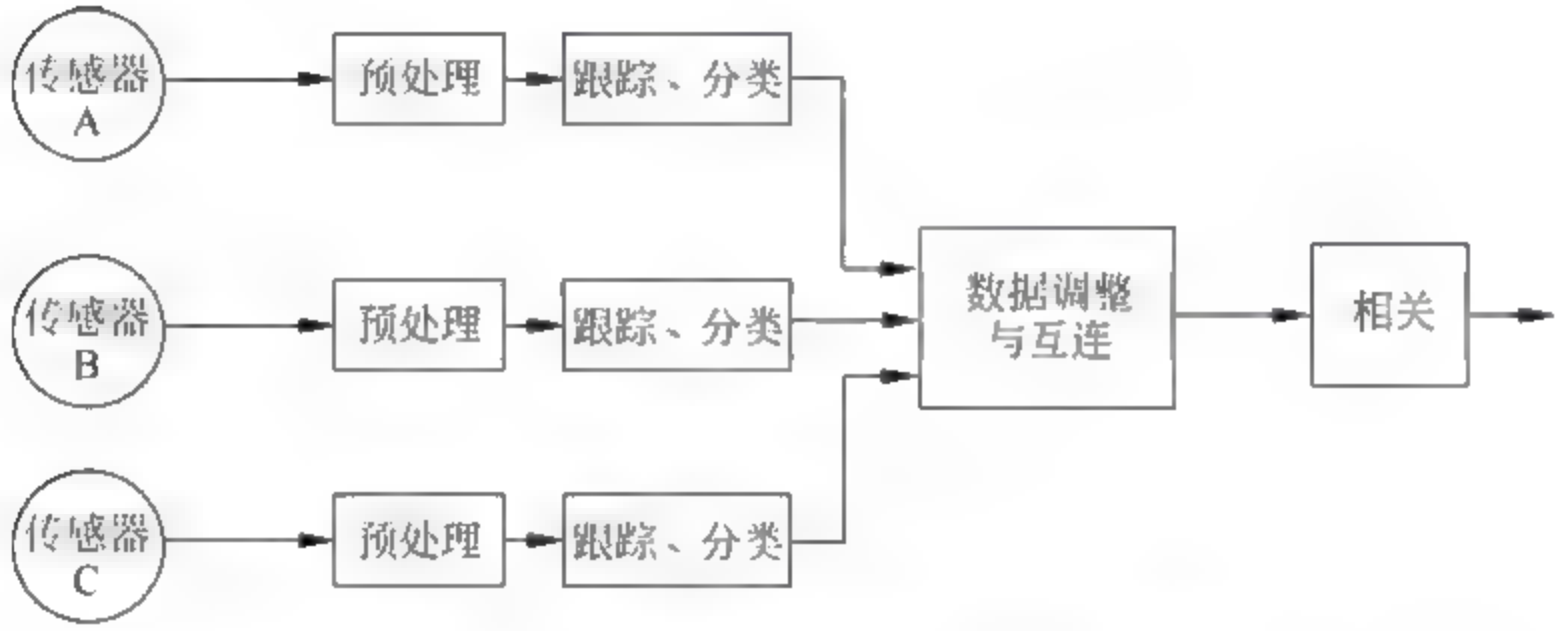 传感器
A
预处理
跟踪、分类
传感器
B
预处理
跟踪、分类
数据调整
与互连
相关
传感器
C
预处理
跟踪、分类